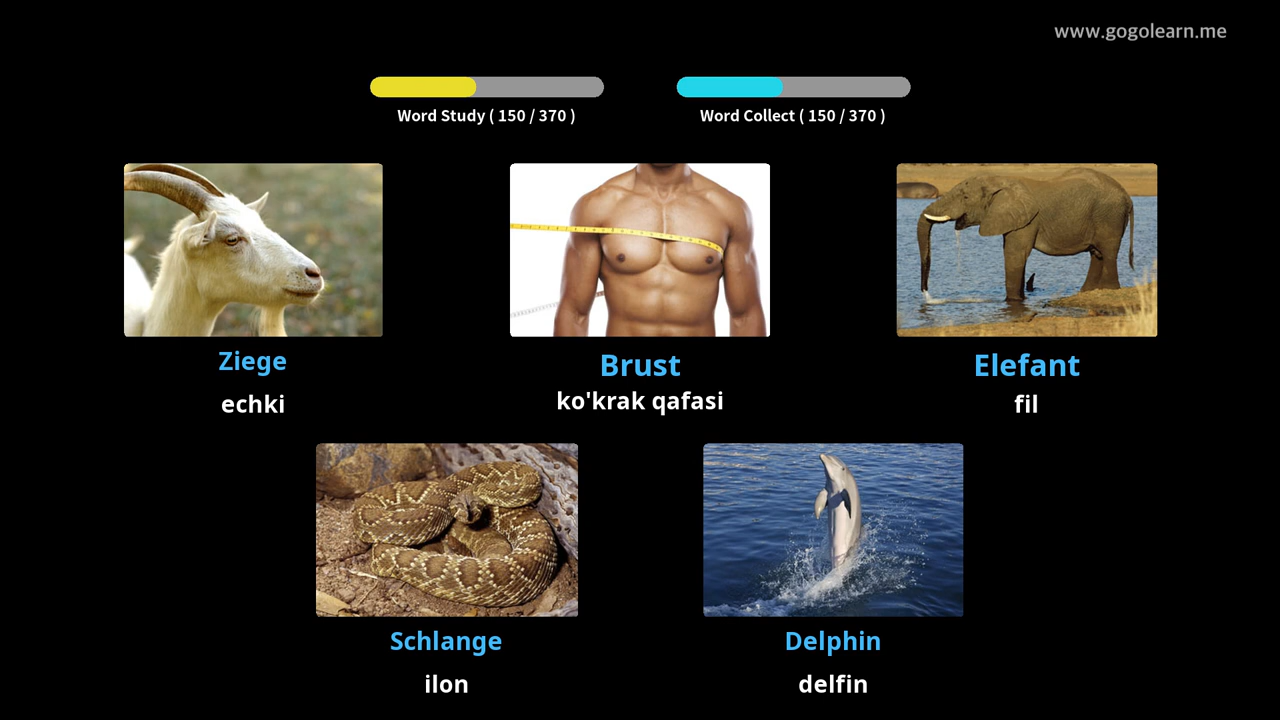 www.gogolearn.me
Word Study ( 150 / 370 )
Word Collect ( 150 / 370 )
Ziege
echki
Brust
ko'krak qafasi
Elefant
fil
Schlange
ilon
Delphin
delfin